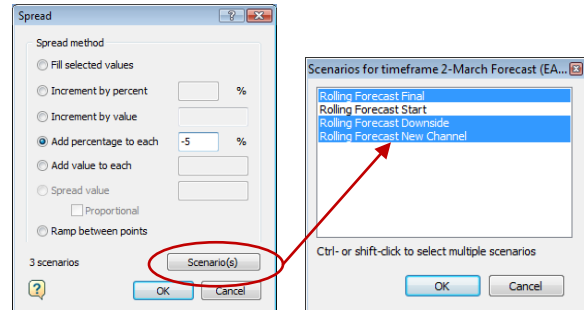 Spread
Spread method
Fill selected values
Increment by percent %
Increment by value
Add percentage to each -5 %
Add value to each
Spread value
Proportional
Ramp between points
3 scenarios Scenario(s)
OK Cancel
Scenarios for timeframe 2-March Forecast (EA...
Rolling Forecast Final
Rolling Forecast Start
Rolling Forecast Downside
Rolling Forecast New Channel
Ctrl- or shift-click to select multiple scenarios
OK Cancel